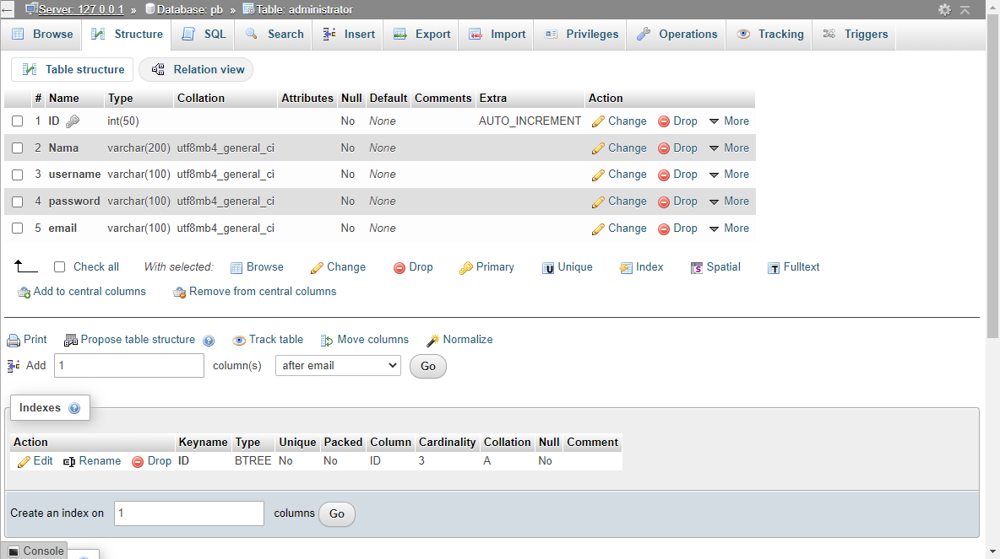 Server: 127.0.0.1 » Database: pb » Table: administrator
Browse Structure SQL Search Insert Export Import Privileges Operations Tracking Triggers
Table structure Relation view
# Name Type Collation Attributes Null Default Comments Extra Action
1 ID int(50) No None AUTO_INCREMENT Change Drop More
2 Nama varchar(200) utf8mb4_general_ci No None Change Drop More
3 username varchar(100) utf8mb4_general_ci No None Change Drop More
4 password varchar(100) utf8mb4_general_ci No None Change Drop More
5 email varchar(100) utf8mb4_general_ci No None Change Drop More
Check all With selected: Browse Change Drop Primary Unique Index Spatial Fulltext
Add to central columns Remove from central columns
Print Propose table structure Track table Move columns Normalize
Add 1 column(s) after email Go
Indexes
Action Keyname Type Unique Packed Column Cardinality Collation Null Comment
Edit Rename Drop ID BTREE No No ID 3 A No
Create an index on 1 columns Go
Console